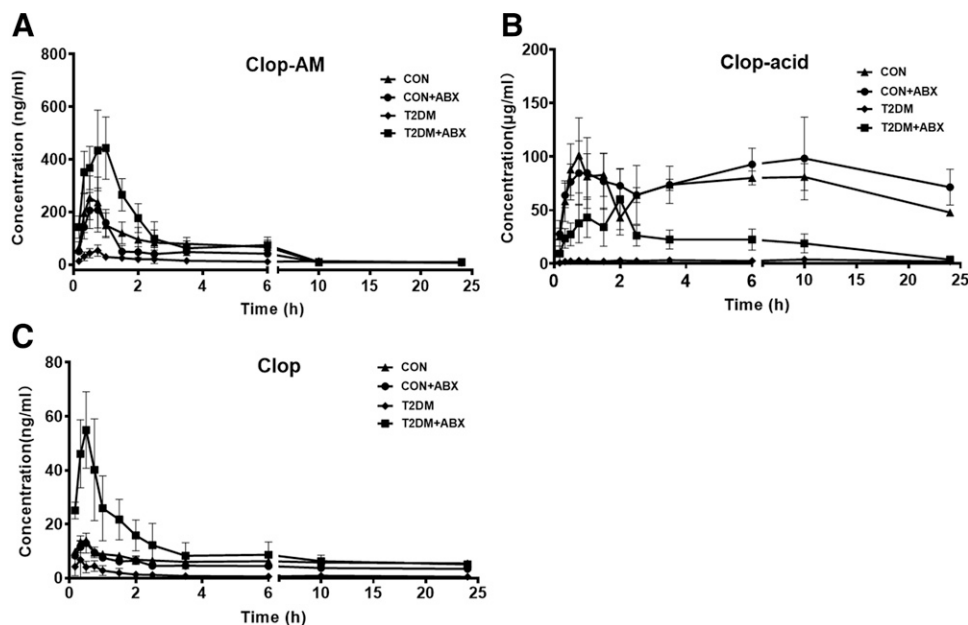 A
Clop-AM
Concentration (ng/ml)
800
600
400
200
0
CON
CON+ABX
T2DM
T2DM+ABX
0 2 4 6 10 15 20 25
Time (h)
B
Clop-acid
Concentration(µg/ml)
200
150
100
50
0
CON
CON+ABX
T2DM
T2DM+ABX
0 2 4 6 10 15 20 25
Time (h)
C
Clop
Concentration(ng/ml)
80
60
40
20
0
CON
CON+ABX
T2DM
T2DM+ABX
0 2 4 6 10 15 20 25
Time (h)